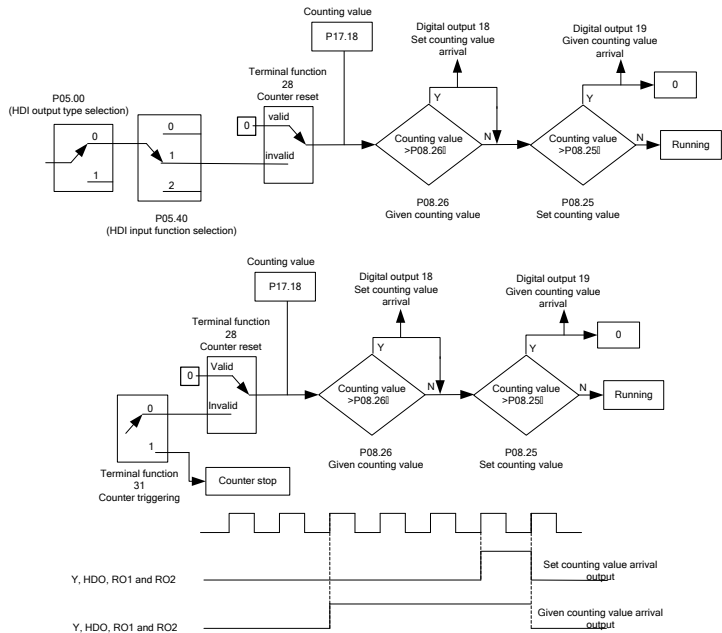 Counting value
P17.18
Digital output 18
Set counting value
arrival
Digital output 19
Given counting value
arrival
0
P05.00
(HDI output type selection)
0
1
0
1
2
P05.40
(HDI input function selection)
Terminal function
28
Counter reset
0
valid
invalid
Y
Counting value
>P08.26
N
P08.26
Given counting value
Y
Counting value
>P08.25
N
P08.25
Set counting value
Running
Counting value
P17.18
Digital output 18
Set counting value
arrival
Digital output 19
Given counting value
arrival
0
Terminal function
28
Counter reset
0
Valid
Invalid
0
1
Terminal function
31
Counter triggering
Counter stop
Y
Counting value
>P08.26
N
P08.26
Given counting value
Y
Counting value
>P08.25
N
P08.25
Set counting value
Running
Y, HDO, RO1 and RO2
Set counting value arrival
output
Y, HDO, RO1 and RO2
Given counting value arrival
output